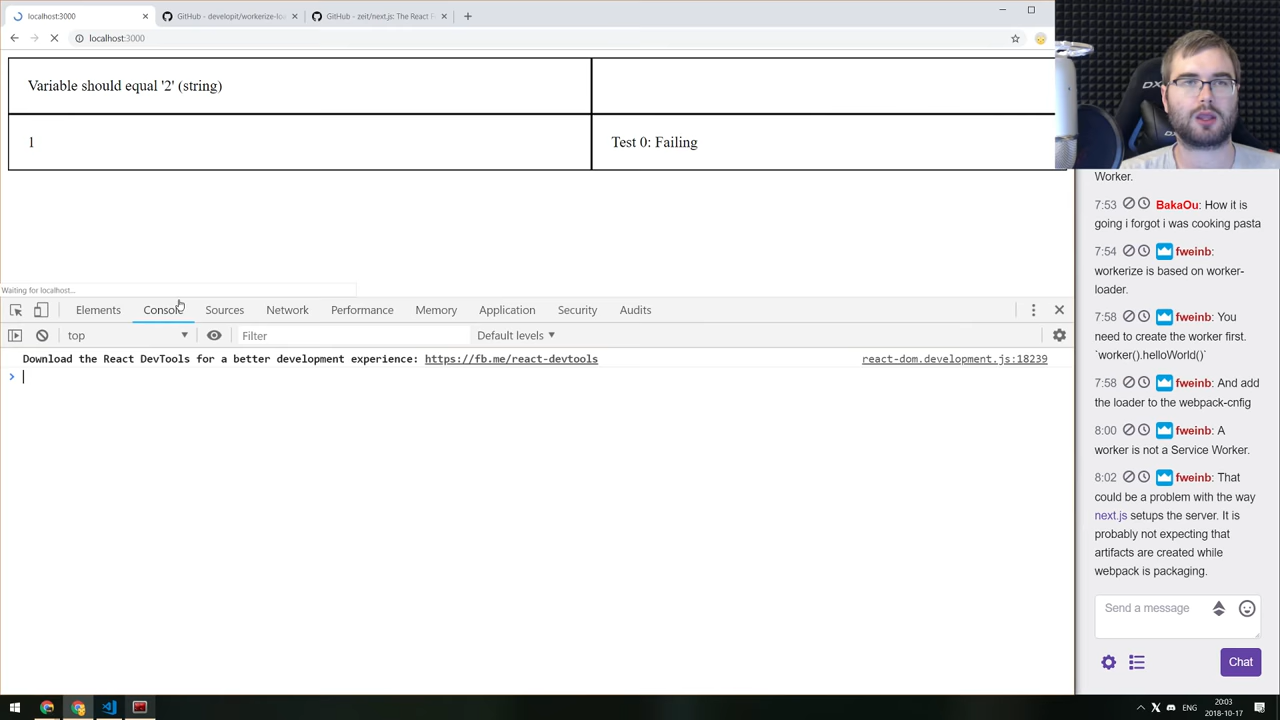 localhost:3000
GitHub - developit/workerize-loa
GitHub - zeit/next.js: The React F
localhost:3000
Variable should equal '2' (string)
1
Test 0: Failing
Waiting for localhost...
Elements
Console
Sources
Network
Performance
Memory
Application
Security
Audits
top
Filter
Default levels
Download the React DevTools for a better development experience: https://fb.me/react-devtools
react-dom.development.js:18239
Worker.
7:53 BakaOu: How it is
going i forgot i was cooking pasta
7:54 fweinb:
workerize is based on worker-
loader.
7:58 fweinb: You
need to create the worker first.
`worker().helloWorld()`
7:58 fweinb: And add
the loader to the webpack-cnfig
8:00 fweinb: A
worker is not a Service Worker.
8:02 fweinb: That
could be a problem with the way
next.js setups the server. It is
probably not expecting that
artifacts are created while
webpack is packaging.
Send a message
Chat
ENG
20:03
2018-10-17